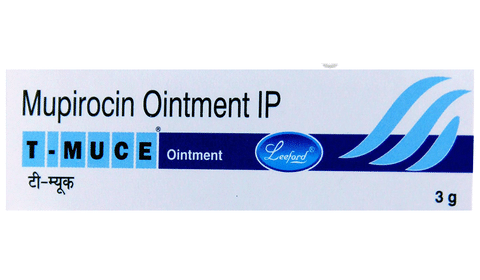 Mupirocin Ointment IP
T-MUCE® Ointment Leeford®
टी-म्यूक
3 g